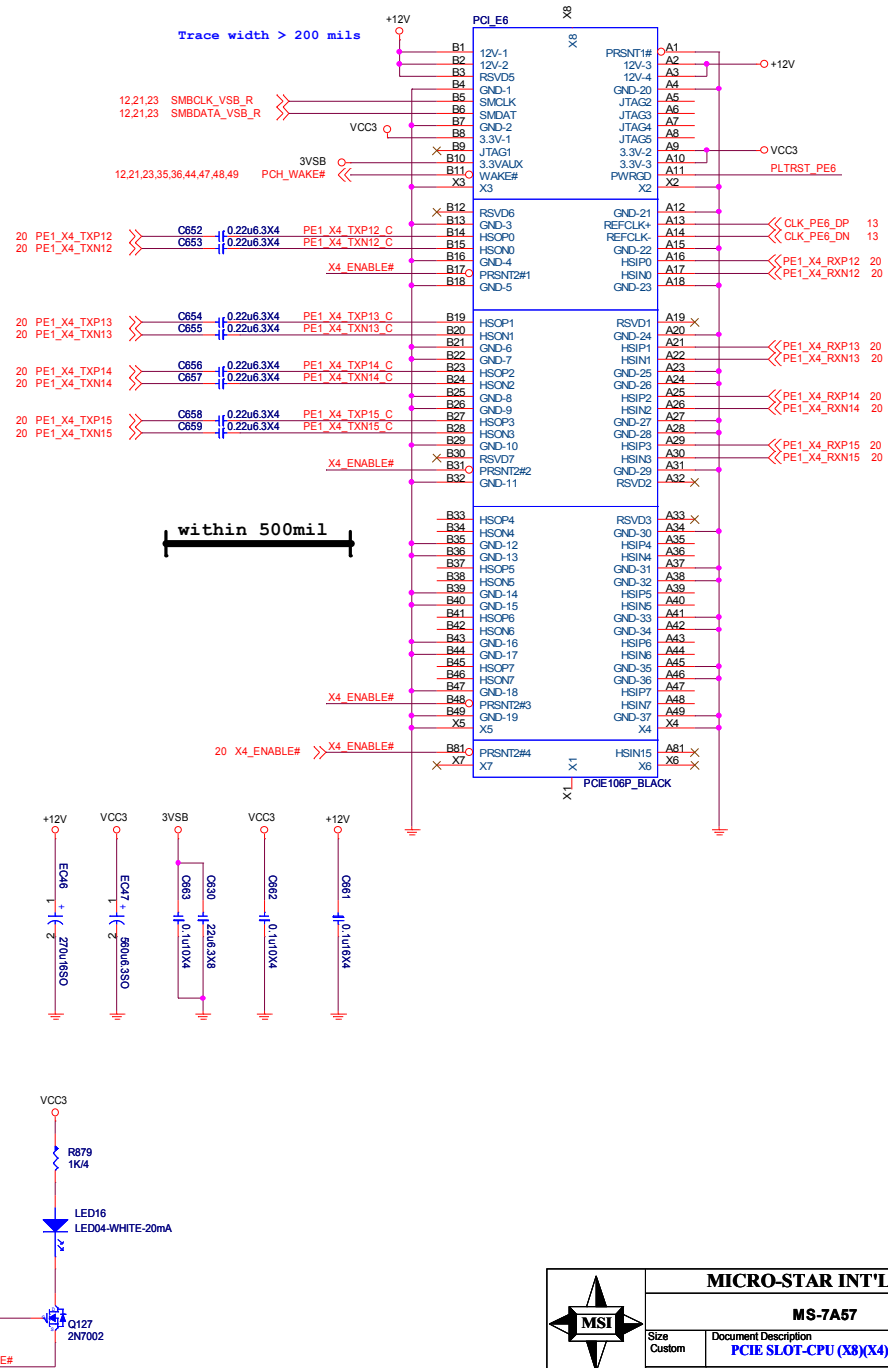 X8
+12V
PCI_E6
Trace width > 200 mils
X8
B1 12V-1 PRSNT1# A1
B2 12V-2 12V-3 A2 +12V
B3 RSVD5 12V-4 A3
B4 GND-1 GND-20 A4
12,21,23 SMBCLK_VSB_R B5 SMCLK JTAG2 A5
12,21,23 SMBDATA_VSB_R B6 SMDAT JTAG3 A6
B7 GND-2 JTAG4 A7
VCC3 B8 3.3V-1 JTAG5 A8
B9 JTAG1 3.3V-2 A9 VCC3
3VSB B10 3.3VAUX 3.3V-3 A10
12,21,23,35,36,44,47,48,49 PCH_WAKE# B11 WAKE# PWRGD A11 PLTRST_PE6
X3 X3 X2 X2
B12 RSVD6 GND-21 A12
B13 GND-3 REFCLK+ A13 CLK_PE6_DP 13
20 PE1_X4_TXP12 C652 0.22u6.3X4 PE1_X4_TXP12_C B14 HSOP0 REFCLK- A14 CLK_PE6_DN 13
20 PE1_X4_TXN12 C653 0.22u6.3X4 PE1_X4_TXN12_C B15 HSON0 GND-22 A15
B16 GND-4 HSIP0 A16 PE1_X4_RXP12 20
X4_ENABLE# B17 PRSNT2#1 HSIN0 A17 PE1_X4_RXN12 20
B18 GND-5 GND-23 A18
20 PE1_X4_TXP13 C654 0.22u6.3X4 PE1_X4_TXP13_C B19 HSOP1 RSVD1 A19
20 PE1_X4_TXN13 C655 0.22u6.3X4 PE1_X4_TXN13_C B20 HSON1 GND-24 A20
B21 GND-6 HSIP1 A21 PE1_X4_RXP13 20
B22 GND-7 HSIN1 A22 PE1_X4_RXN13 20
20 PE1_X4_TXP14 C656 0.22u6.3X4 PE1_X4_TXP14_C B23 HSOP2 GND-25 A23
20 PE1_X4_TXN14 C657 0.22u6.3X4 PE1_X4_TXN14_C B24 HSON2 GND-26 A24
B25 GND-8 HSIP2 A25 PE1_X4_RXP14 20
B26 GND-9 HSIN2 A26 PE1_X4_RXN14 20
20 PE1_X4_TXP15 C658 0.22u6.3X4 PE1_X4_TXP15_C B27 HSOP3 GND-27 A27
20 PE1_X4_TXN15 C659 0.22u6.3X4 PE1_X4_TXN15_C B28 HSON3 GND-28 A28
B29 GND-10 HSIP3 A29 PE1_X4_RXP15 20
B30 RSVD7 HSIN3 A30 PE1_X4_RXN15 20
X4_ENABLE# B31 PRSNT2#2 GND-29 A31
B32 GND-11 RSVD2 A32
B33 HSOP4 RSVD3 A33
within 500mil B34 HSON4 GND-30 A34
B35 GND-12 HSIP4 A35
B36 GND-13 HSIN4 A36
B37 HSOP5 GND-31 A37
B38 HSON5 GND-32 A38
B39 GND-14 HSIP5 A39
B40 GND-15 HSIN5 A40
B41 HSOP6 GND-33 A41
B42 HSON6 GND-34 A42
B43 GND-16 HSIP6 A43
B44 GND-17 HSIN6 A44
B45 HSOP7 GND-35 A45
B46 HSON7 GND-36 A46
B47 GND-18 HSIP7 A47
X4_ENABLE# B48 PRSNT2#3 HSIN7 A48
B49 GND-19 GND-37 A49
X5 X5 X4 X4
20 X4_ENABLE# X4_ENABLE# B81 PRSNT2#4 HSIN15 A81
X7 X7 X1 X6 X6
X1 PCIE106P_BLACK
+12V VCC3 3VSB VCC3 +12V
EC46 1 + 2 270u16SO
EC47 1 + 2 560u6.3SO
C663 0.1u10X4
C630 22u6.3X8
C662 0.1u10X4
C661 0.1u16X4
VCC3
R879
1K/4
LED16
LED04-WHITE-20mA
Q127
2N7002
E#
MSI
MICRO-STAR INT'L
MS-7A57
Size
Custom
Document Description
PCIE SLOT-CPU (X8)(X4)